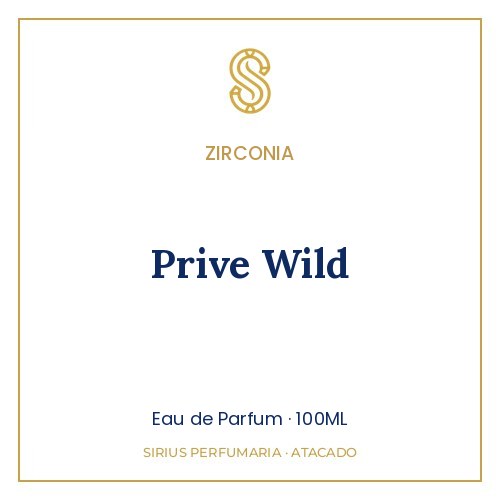 ZIRCONIA
Prive Wild
Eau de Parfum · 100ML
SIRIUS PERFUMARIA · ATACADO